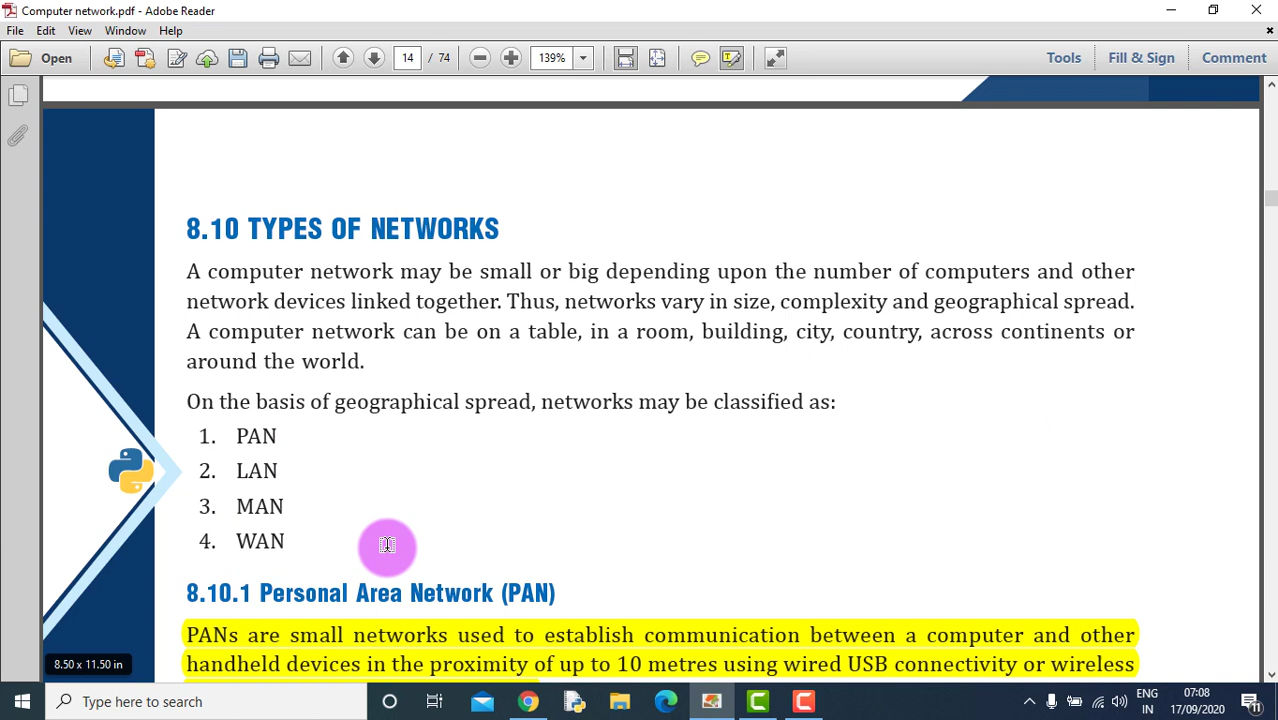 Computer network.pdf - Adobe Reader
File Edit View Window Help
Open 14 / 74 139% Tools Fill & Sign Comment
8.10 TYPES OF NETWORKS
A computer network may be small or big depending upon the number of computers and other
network devices linked together. Thus, networks vary in size, complexity and geographical spread.
A computer network can be on a table, in a room, building, city, country, across continents or
around the world.
On the basis of geographical spread, networks may be classified as:
1. PAN
2. LAN
3. MAN
4. WAN
8.10.1 Personal Area Network (PAN)
PANs are small networks used to establish communication between a computer and other
handheld devices in the proximity of up to 10 metres using wired USB connectivity or wireless
8.50 x 11.50 in
Type here to search
ENG
IN
07:08
17/09/2020
11